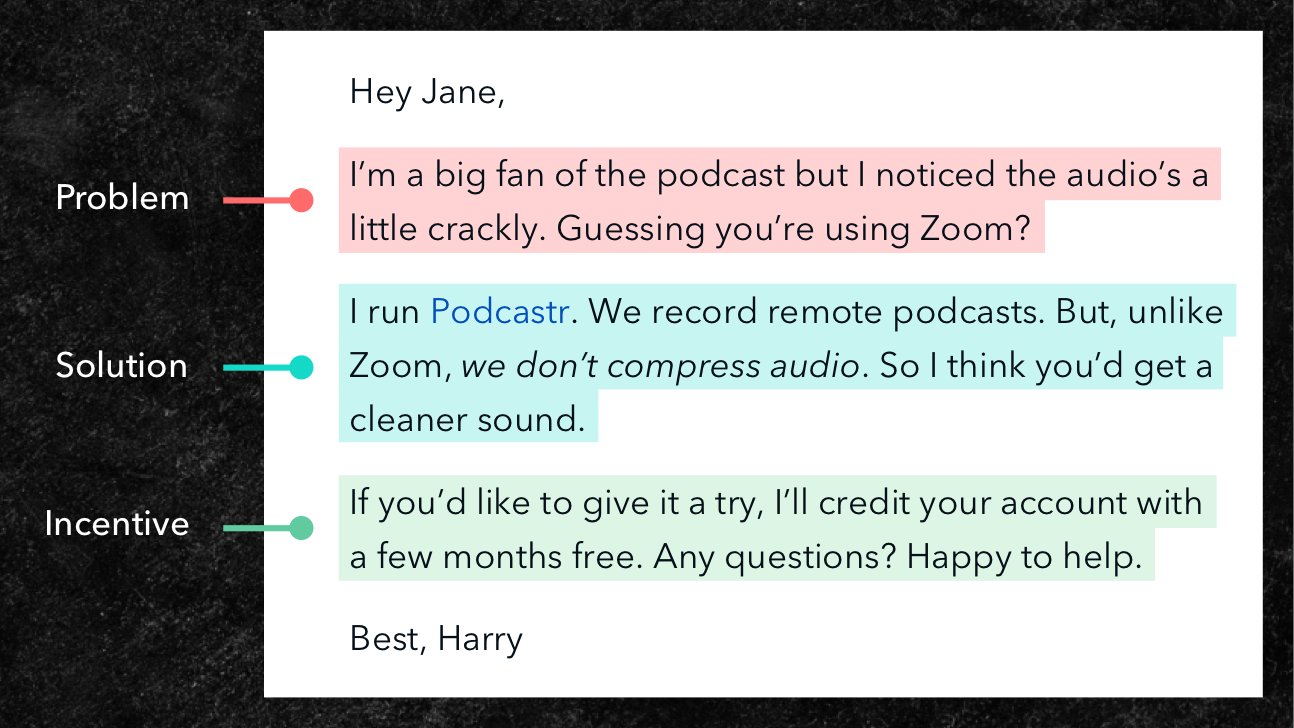 Hey Jane,
Problem
I’m a big fan of the podcast but I noticed the audio’s a
little crackly. Guessing you’re using Zoom?
Solution
I run Podcastr. We record remote podcasts. But, unlike
Zoom, we don’t compress audio. So I think you’d get a
cleaner sound.
Incentive
If you’d like to give it a try, I’ll credit your account with
a few months free. Any questions? Happy to help.
Best, Harry